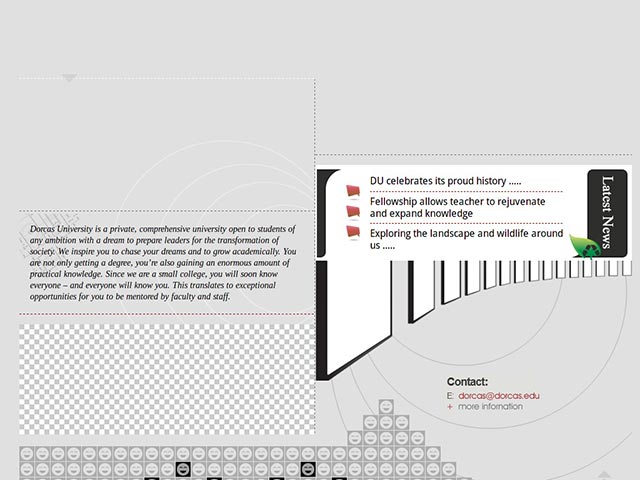 DU celebrates its proud history .....
Fellowship allows teacher to rejuvenate
and expand knowledge
Exploring the landscape and wildlife around
us .....
Latest News
Dorcas University is a private, comprehensive university open to students of
any ambition with a dream to prepare leaders for the transformation of
society. We inspire you to chase your dreams and to grow academically. You
are not only getting a degree, you're also gaining an enormous amount of
practical knowledge. Since we are a small college, you will soon know
everyone – and everyone will know you. This translates to exceptional
opportunities for you to be mentored by faculty and staff.
Contact:
E: dorcas@dorcas.edu
+ more infornation